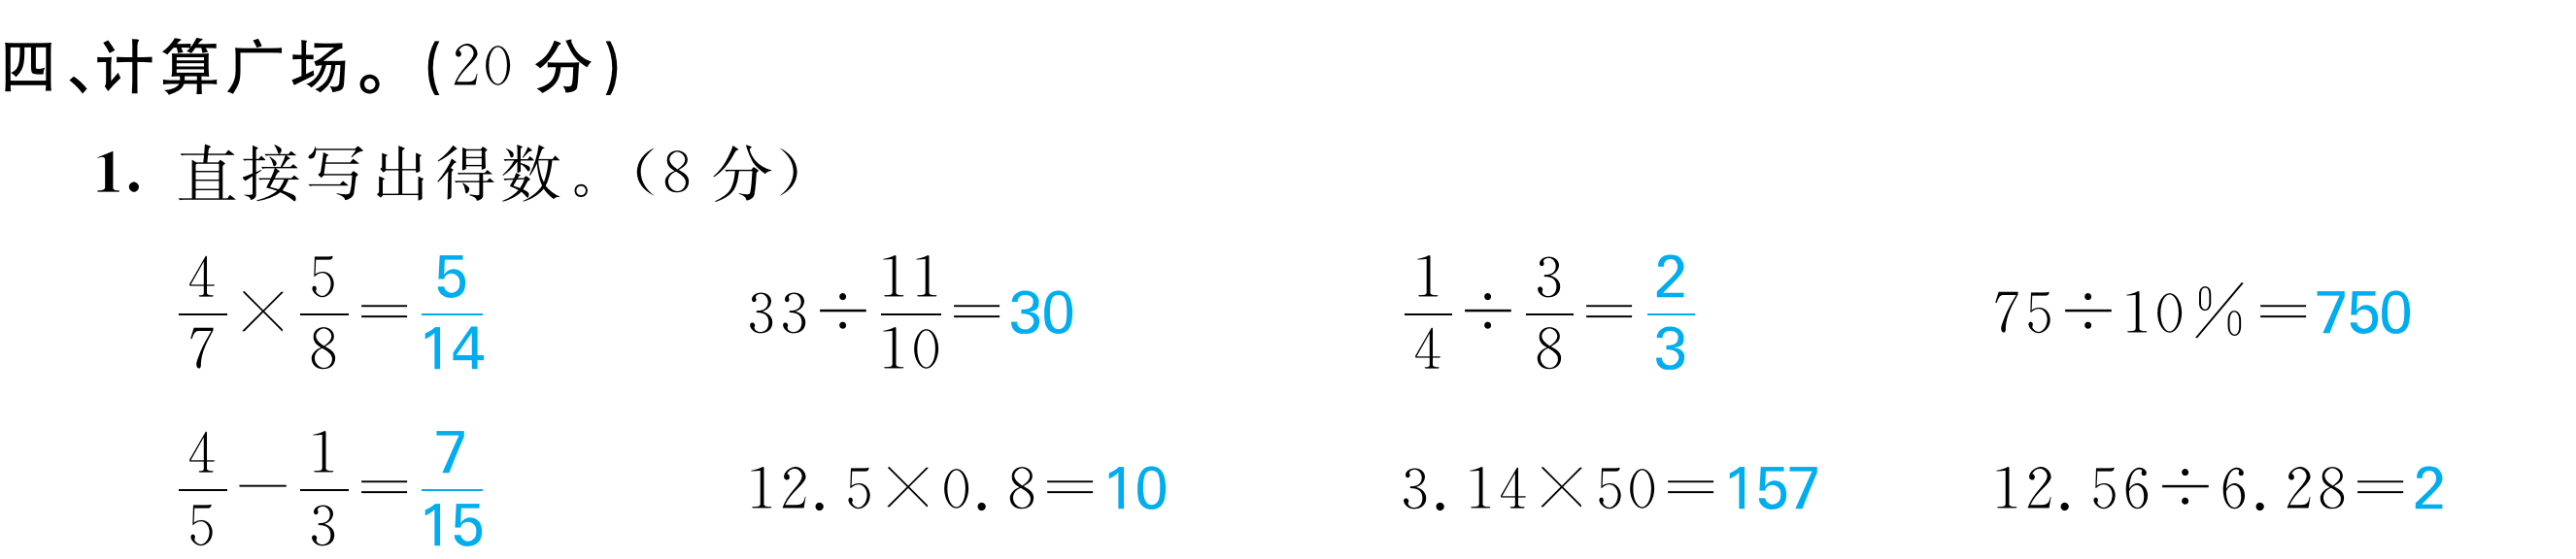 四、计算广场。(20 分)
1. 直接写出得数。(8 分)
4/7×5/8=5/14 33÷11/10=30 1/4÷3/8=2/3 75÷10%=750
4/5-1/3=7/15 12.5×0.8=10 3.14×50=157 12.56÷6.28=2